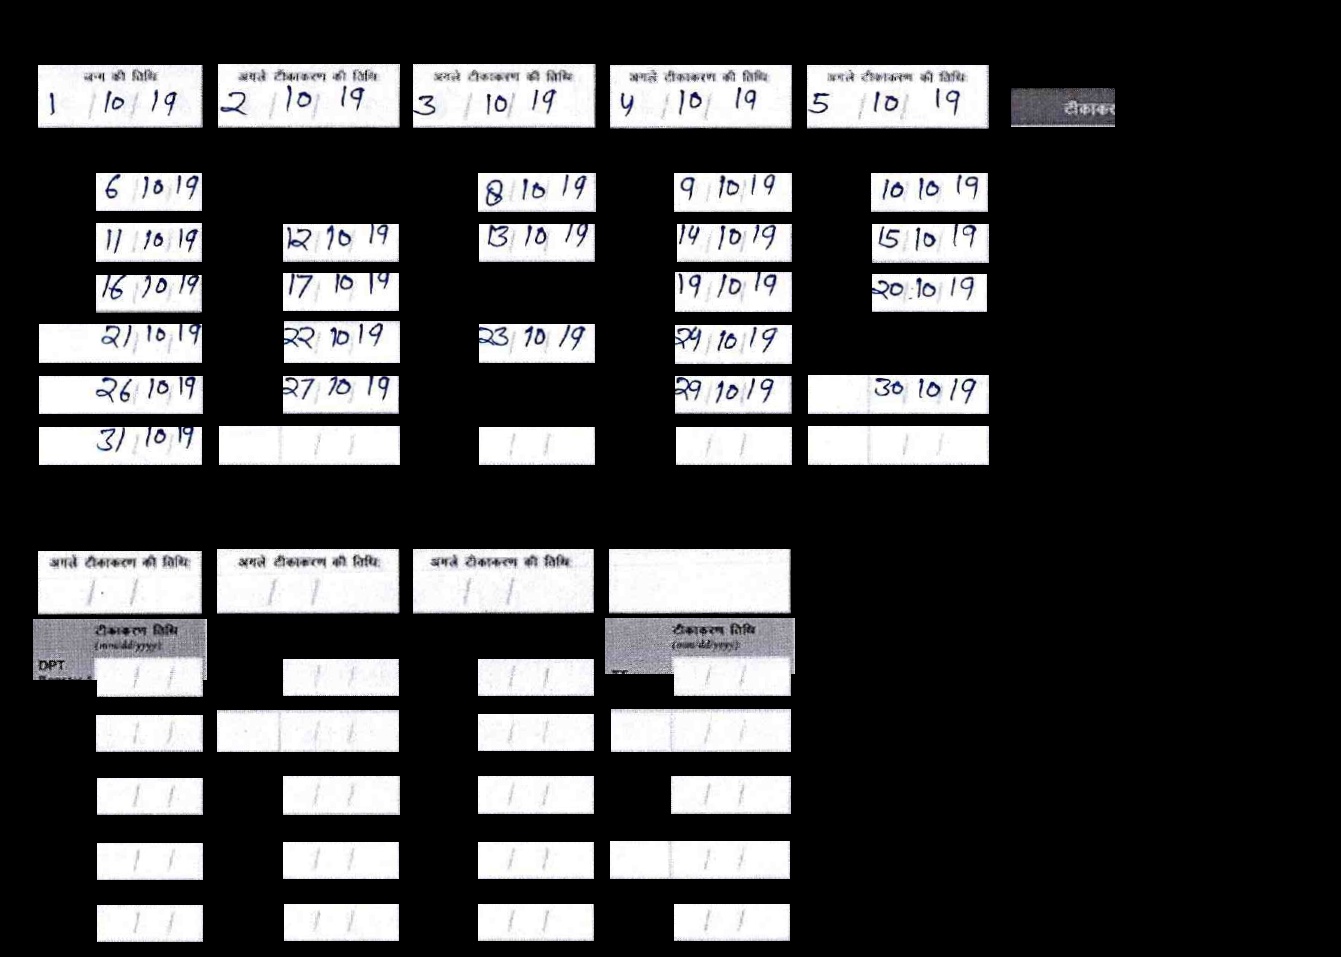 जन्म की तिथि अगले टीकाकरण की तिथि: अगले टीकाकरण की तिथि: अगले टीकाकरण की तिथि: अगले टीकाकरण की तिथि:
1 / 10 / 19 2 / 10 / 19 3 / 10 / 19 4 / 10 / 19 5 / 10 / 19
6 / 10 / 19 8 / 10 / 19 9 / 10 / 19 10 / 10 / 19
11 / 10 / 19 12 / 10 / 19 13 / 10 / 19 14 / 10 / 19 15 / 10 / 19
16 / 10 / 19 17 / 10 / 19 19 / 10 / 19 20 / 10 / 19
21 / 10 / 19 22 / 10 / 19 23 / 10 / 19 24 / 10 / 19
26 / 10 / 19 27 / 10 / 19 29 / 10 / 19 30 / 10 / 19
31 / 10 / 19 / / / / / / / /
अगले टीकाकरण की तिथि: अगले टीकाकरण की तिथि: अगले टीकाकरण की तिथि:
/ / / / / /
टीकाकरण तिथि टीकाकरण तिथि
(mm/dd/yyyy) (mm/dd/yyyy)
DPT / / / / / / / /
/ / / / / / / /
/ / / / / / / /
/ / / / / / / /
/ / / / / / / /